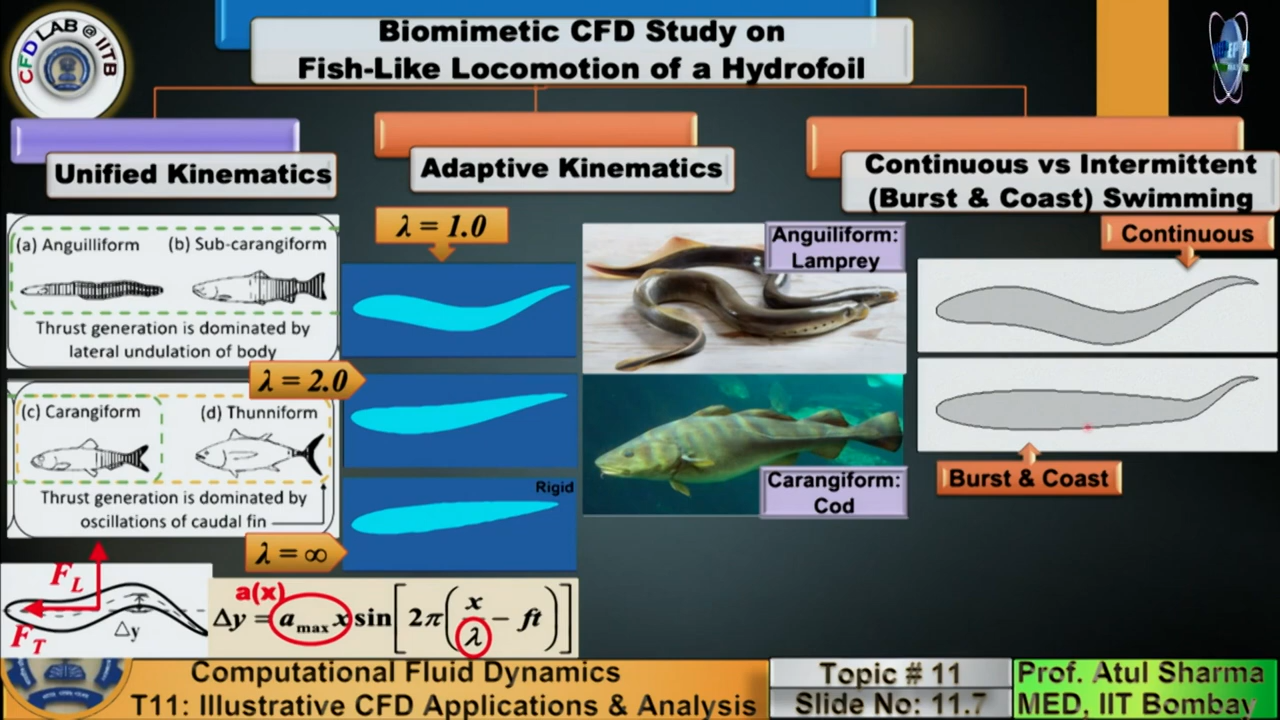 CFD LAB @ IITB
Biomimetic CFD Study on
Fish-Like Locomotion of a Hydrofoil
Unified Kinematics
Adaptive Kinematics
Continuous vs Intermittent
(Burst & Coast) Swimming
(a) Anguilliform (b) Sub-carangiform
Thrust generation is dominated by
lateral undulation of body
(c) Carangiform (d) Thunniform
Thrust generation is dominated by
oscillations of caudal fin
λ = 1.0
λ = 2.0
Rigid
λ = ∞
Anguiliform:
Lamprey
Carangiform:
Cod
Continuous
Burst & Coast
F_L
F_T
Δy
a(x)
Δy = a_max x sin[2π(x/λ − ft)]
Computational Fluid Dynamics
T11: Illustrative CFD Applications & Analysis
Topic # 11
Slide No: 11.7
Prof. Atul Sharma
MED, IIT Bombay